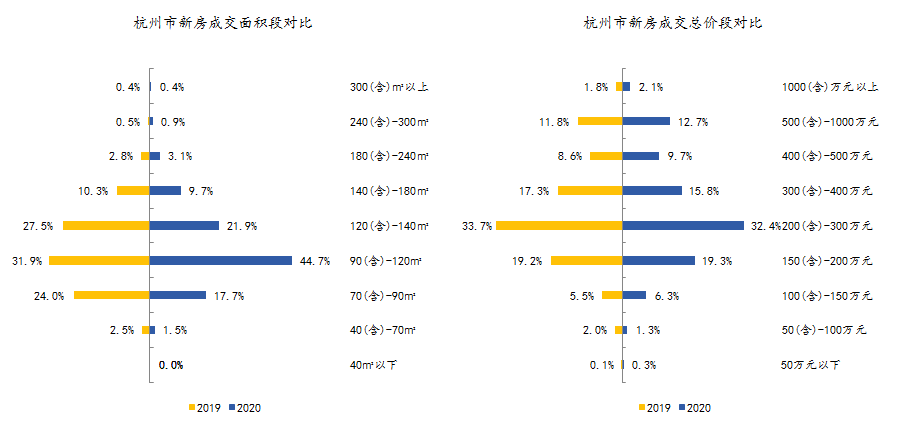 杭州市新房成交面积段对比
0.4% 0.4% 300(含)㎡以上
0.5% 0.9% 240(含)-300㎡
2.8% 3.1% 180(含)-240㎡
10.3% 9.7% 140(含)-180㎡
27.5% 21.9% 120(含)-140㎡
31.9% 44.7% 90(含)-120㎡
24.0% 17.7% 70(含)-90㎡
2.5% 1.5% 40(含)-70㎡
0.0% 40㎡以下
2019 2020
杭州市新房成交总价段对比
1.8% 2.1% 1000(含)万元以上
11.8% 12.7% 500(含)-1000万元
8.6% 9.7% 400(含)-500万元
17.3% 15.8% 300(含)-400万元
33.7% 32.4% 200(含)-300万元
19.2% 19.3% 150(含)-200万元
5.5% 6.3% 100(含)-150万元
2.0% 1.3% 50(含)-100万元
0.1% 0.3% 50万元以下
2019 2020